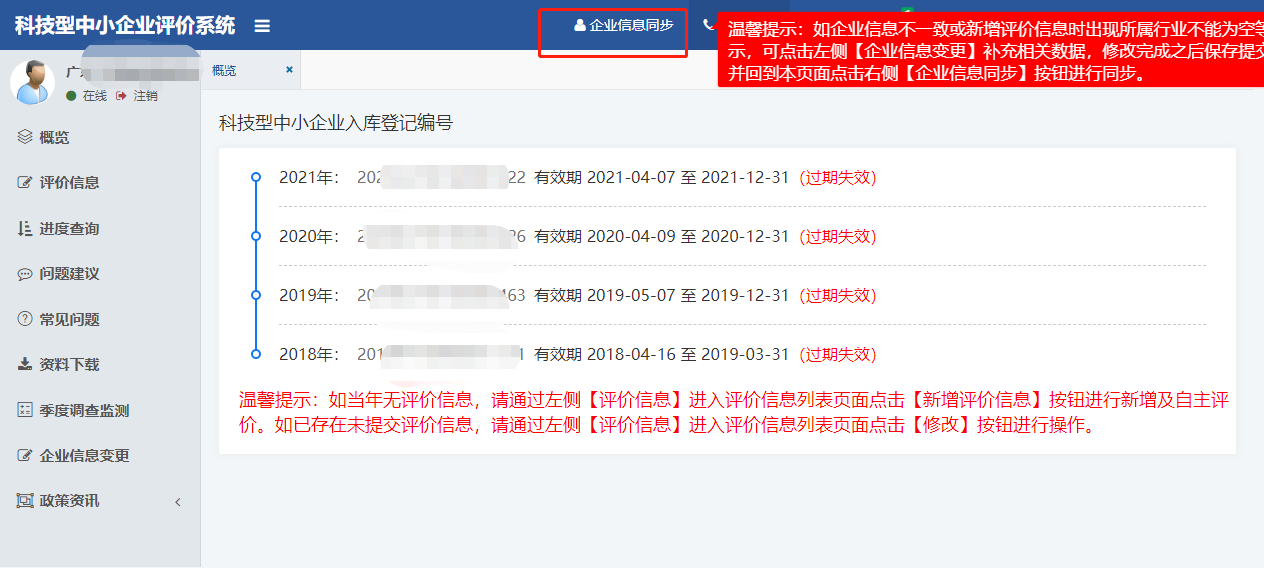 科技型中小企业评价系统
企业信息同步
温馨提示：如企业信息不一致或新增评价信息时出现所属行业不能为空等
示，可点击左侧【企业信息变更】补充相关数据，修改完成之后保存提交
并回到本页面点击右侧【企业信息同步】按钮进行同步。
广
在线 注销
概览
概览
评价信息
进度查询
问题建议
常见问题
资料下载
季度调查监测
企业信息变更
政策资讯
科技型中小企业入库登记编号
2021年： 202 22 有效期 2021-04-07 至 2021-12-31 (过期失效)
2020年： 2 6 有效期 2020-04-09 至 2020-12-31 (过期失效)
2019年： 20 463 有效期 2019-05-07 至 2019-12-31 (过期失效)
2018年： 201 1 有效期 2018-04-16 至 2019-03-31 (过期失效)
温馨提示：如当年无评价信息，请通过左侧【评价信息】进入评价信息列表页面点击【新增评价信息】按钮进行新增及自主评
价。如已存在未提交评价信息，请通过左侧【评价信息】进入评价信息列表页面点击【修改】按钮进行操作。